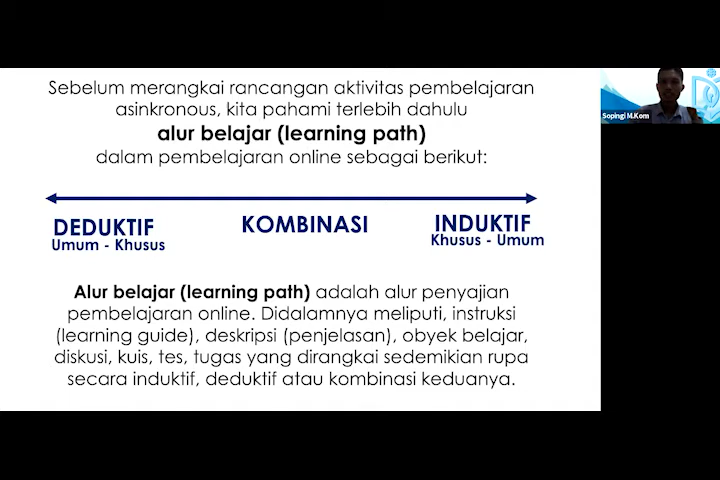 Sebelum merangkai rancangan aktivitas pembelajaran
asinkronous, kita pahami terlebih dahulu
alur belajar (learning path)
dalam pembelajaran online sebagai berikut:
DEDUKTIF
Umum - Khusus
KOMBINASI
INDUKTIF
Khusus - Umum
Alur belajar (learning path) adalah alur penyajian
pembelajaran online. Didalamnya meliputi, instruksi
(learning guide), deskripsi (penjelasan), obyek belajar,
diskusi, kuis, tes, tugas yang dirangkai sedemikian rupa
secara induktif, deduktif atau kombinasi keduanya.
Sopingi M.Kom